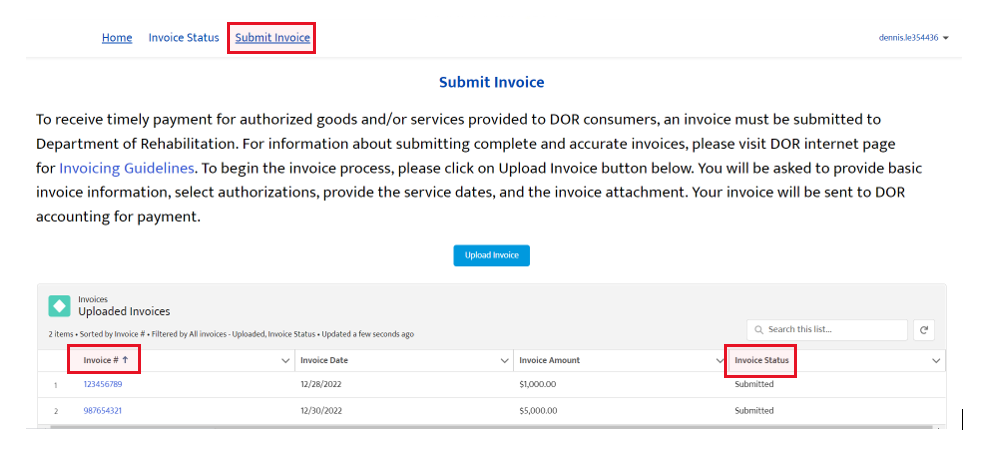 Home Invoice Status Submit Invoice dennis.le354436
Submit Invoice
To receive timely payment for authorized goods and/or services provided to DOR consumers, an invoice must be submitted to
Department of Rehabilitation. For information about submitting complete and accurate invoices, please visit DOR internet page
for Invoicing Guidelines. To begin the invoice process, please click on Upload Invoice button below. You will be asked to provide basic
invoice information, select authorizations, provide the service dates, and the invoice attachment. Your invoice will be sent to DOR
accounting for payment.
Upload Invoice
Invoices
Uploaded Invoices
2 items • Sorted by Invoice # • Filtered by All invoices - Uploaded, Invoice Status • Updated a few seconds ago
Search this list...
Invoice # ↑ Invoice Date Invoice Amount Invoice Status
1 123456789 12/28/2022 $1,000.00 Submitted
2 987654321 12/30/2022 $5,000.00 Submitted